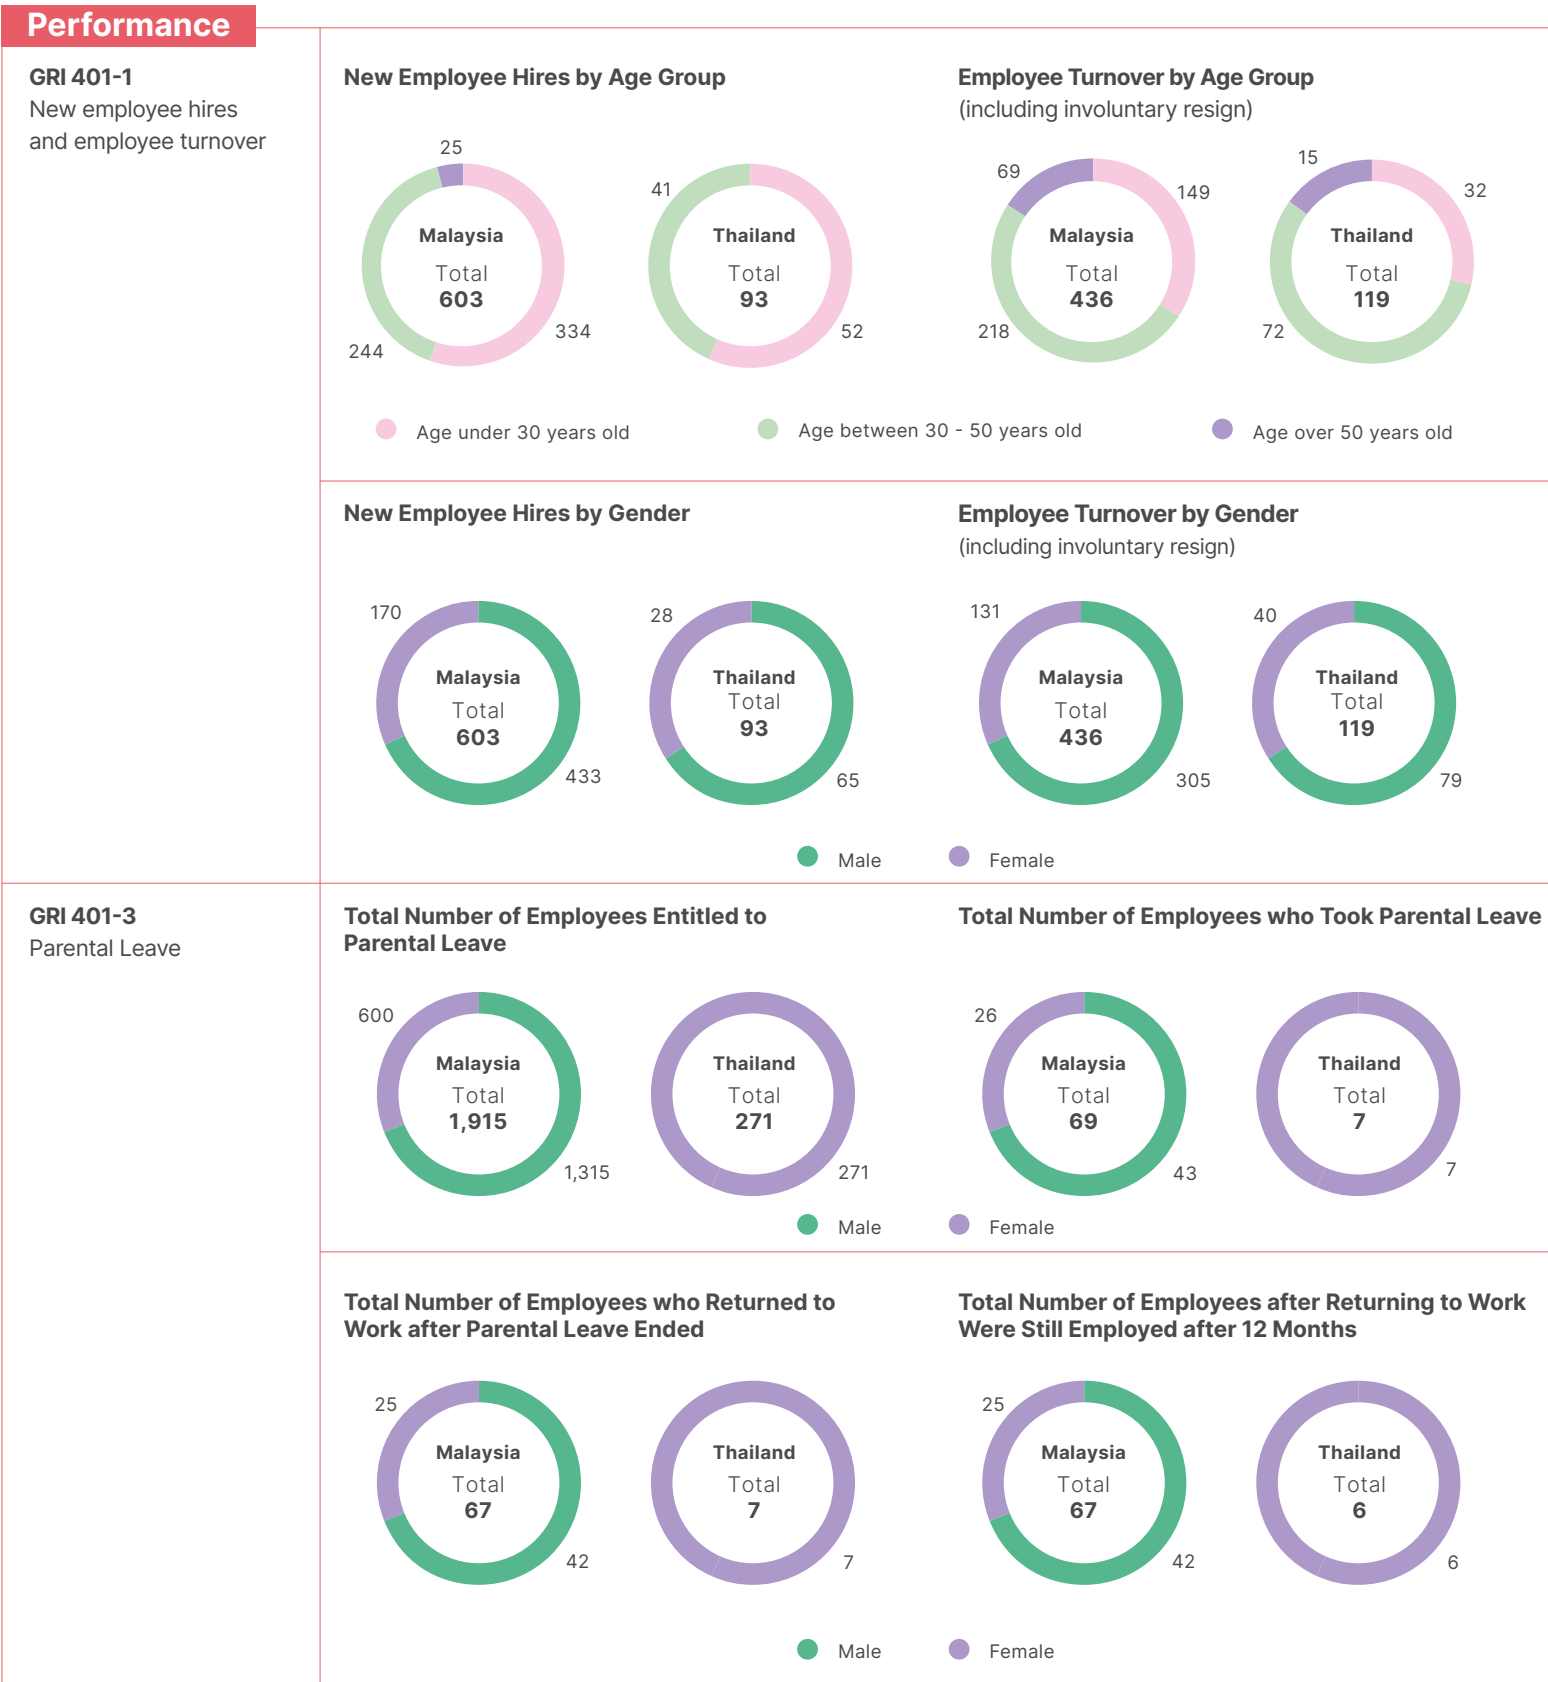 Performance
GRI 401-1
New employee hires
and employee turnover
New Employee Hires by Age Group
25
Malaysia
Total
603
244
334
41
Thailand
Total
93
52
Employee Turnover by Age Group
(including involuntary resign)
69
149
Malaysia
Total
436
218
15
32
Thailand
Total
119
72
Age under 30 years old
Age between 30 - 50 years old
Age over 50 years old
New Employee Hires by Gender
170
Malaysia
Total
603
433
28
Thailand
Total
93
65
Employee Turnover by Gender
(including involuntary resign)
131
Malaysia
Total
436
305
40
Thailand
Total
119
79
Male
Female
GRI 401-3
Parental Leave
Total Number of Employees Entitled to
Parental Leave
600
Malaysia
Total
1,915
1,315
Thailand
Total
271
271
Total Number of Employees who Took Parental Leave
26
Malaysia
Total
69
43
Thailand
Total
7
7
Male
Female
Total Number of Employees who Returned to
Work after Parental Leave Ended
25
Malaysia
Total
67
42
Thailand
Total
7
7
Total Number of Employees after Returning to Work
Were Still Employed after 12 Months
25
Malaysia
Total
67
42
Thailand
Total
6
6
Male
Female